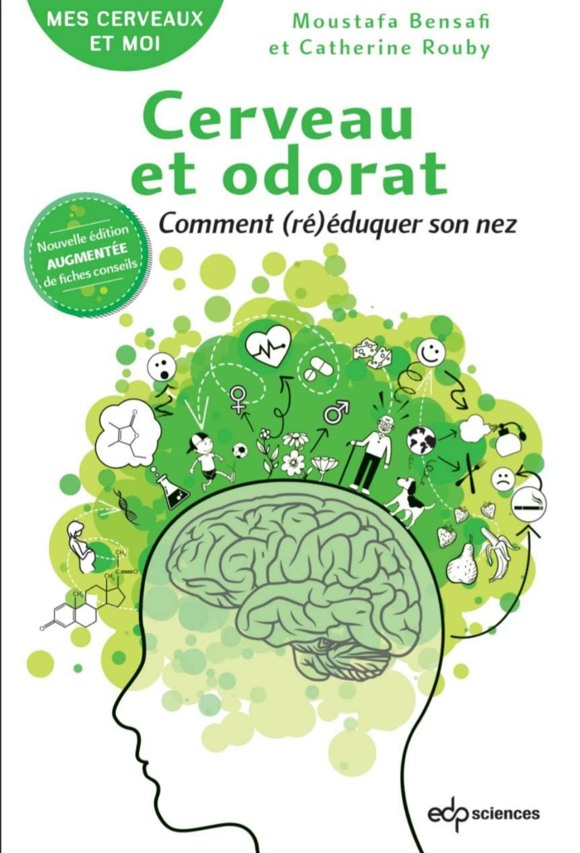 MES CERVEAUX
ET MOI
Moustafa Bensafi
et Catherine Rouby
Cerveau
et odorat
Comment (ré)éduquer son nez
Nouvelle édition
AUGMENTÉE
de fiches conseils
edp sciences